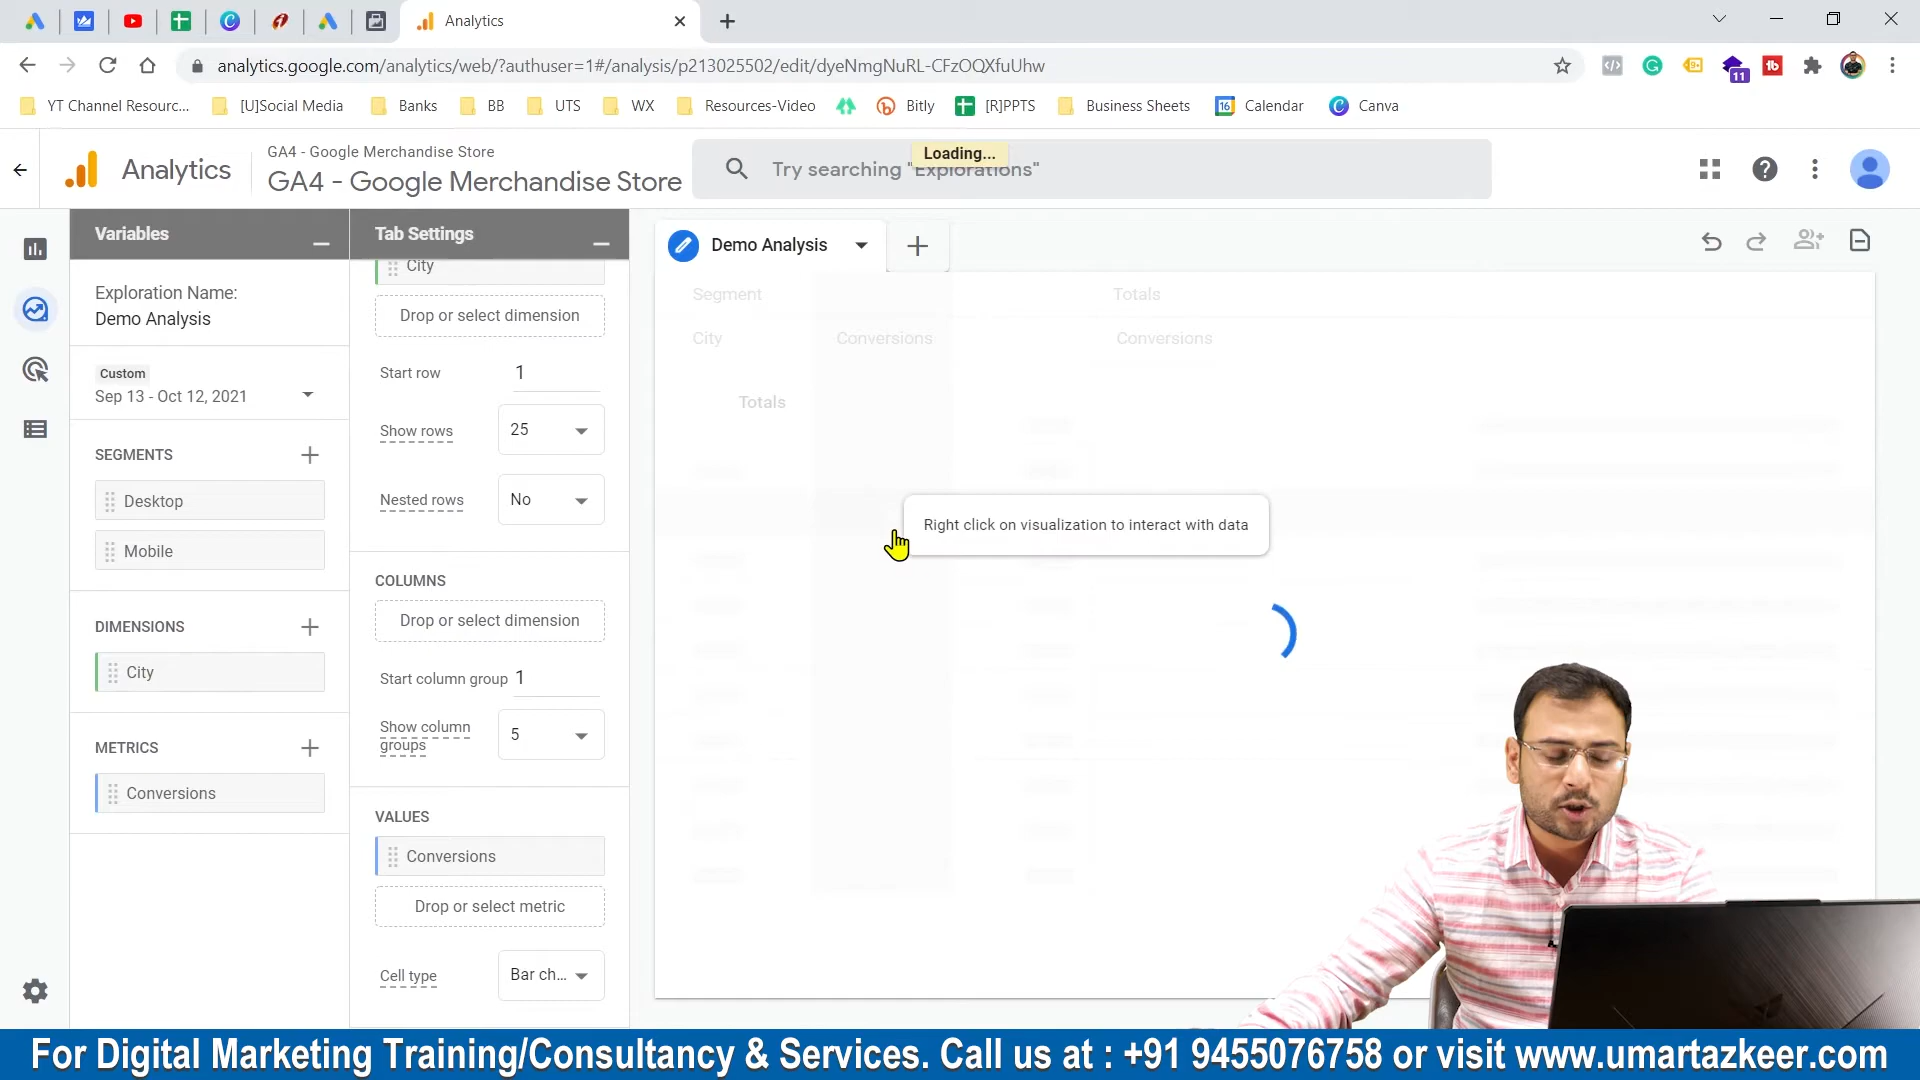 Analytics
analytics.google.com/analytics/web/?authuser=1#/analysis/p213025502/edit/dyeNmgNuRL-CFzOQXfuUhw
11
YT Channel Resourc...
[U]Social Media
Banks
BB
UTS
WX
Resources-Video
Bitly
[R]PPTS
Business Sheets
16
Calendar
Canva
Analytics
GA4 - Google Merchandise Store
GA4 - Google Merchandise Store
Try searching "Explorations"
Loading...
Variables
Exploration Name:
Demo Analysis
Custom
Sep 13 - Oct 12, 2021
SEGMENTS
Desktop
Mobile
DIMENSIONS
City
METRICS
Conversions
Tab Settings
City
Drop or select dimension
Start row 1
Show rows 25
Nested rows No
COLUMNS
Drop or select dimension
Start column group 1
Show column
groups 5
VALUES
Conversions
Drop or select metric
Cell type Bar ch...
Demo Analysis
Segment Totals
City Conversions Conversions
Totals
Right click on visualization to interact with data
For Digital Marketing Training/Consultancy & Services. Call us at : +91 9455076758 or visit www.umartazkeer.com